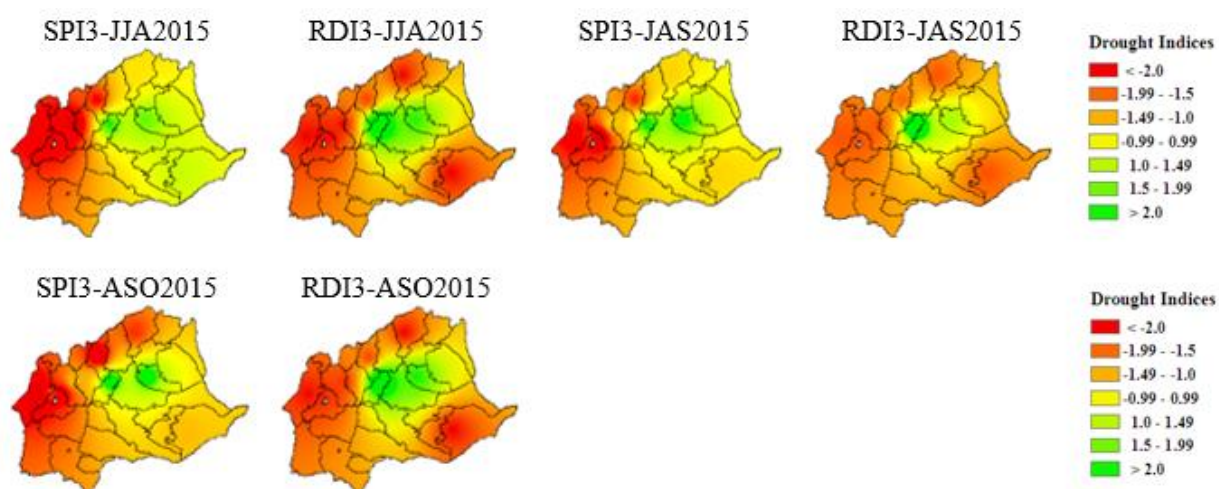 SPI3-JJA2015
RDI3-JJA2015
SPI3-JAS2015
RDI3-JAS2015
Drought Indices
< -2.0
-1.99 - -1.5
-1.49 - -1.0
-0.99 - 0.99
1.0 - 1.49
1.5 - 1.99
> 2.0
SPI3-ASO2015
RDI3-ASO2015
Drought Indices
< -2.0
-1.99 - -1.5
-1.49 - -1.0
-0.99 - 0.99
1.0 - 1.49
1.5 - 1.99
> 2.0